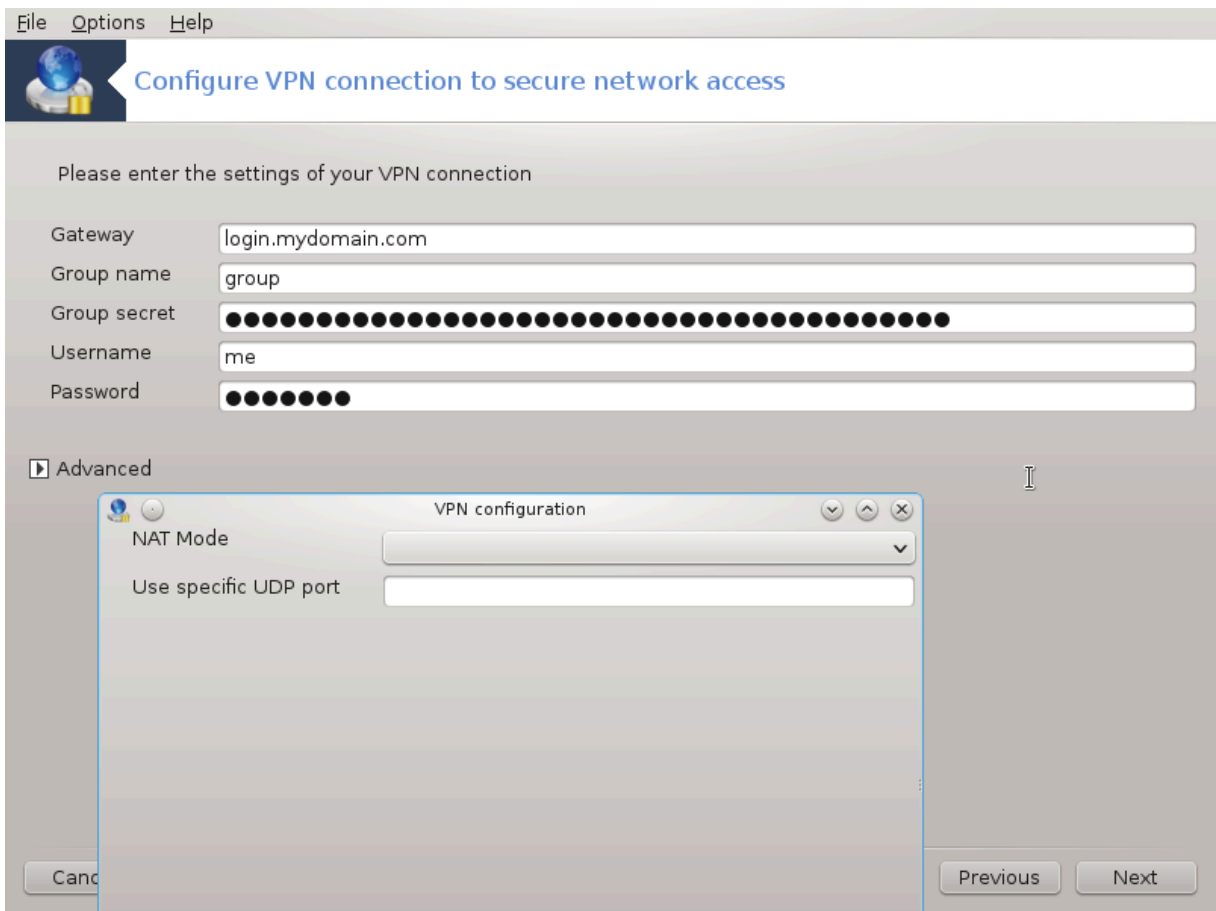 File Options Help
Configure VPN connection to secure network access
Please enter the settings of your VPN connection
Gateway login.mydomain.com
Group name group
Group secret ●●●●●●●●●●●●●●●●●●●●●●●●●●●●●●●●●●●●●●●●
Username me
Password ●●●●●●●
Advanced
VPN configuration
NAT Mode
Use specific UDP port
Canc Previous Next